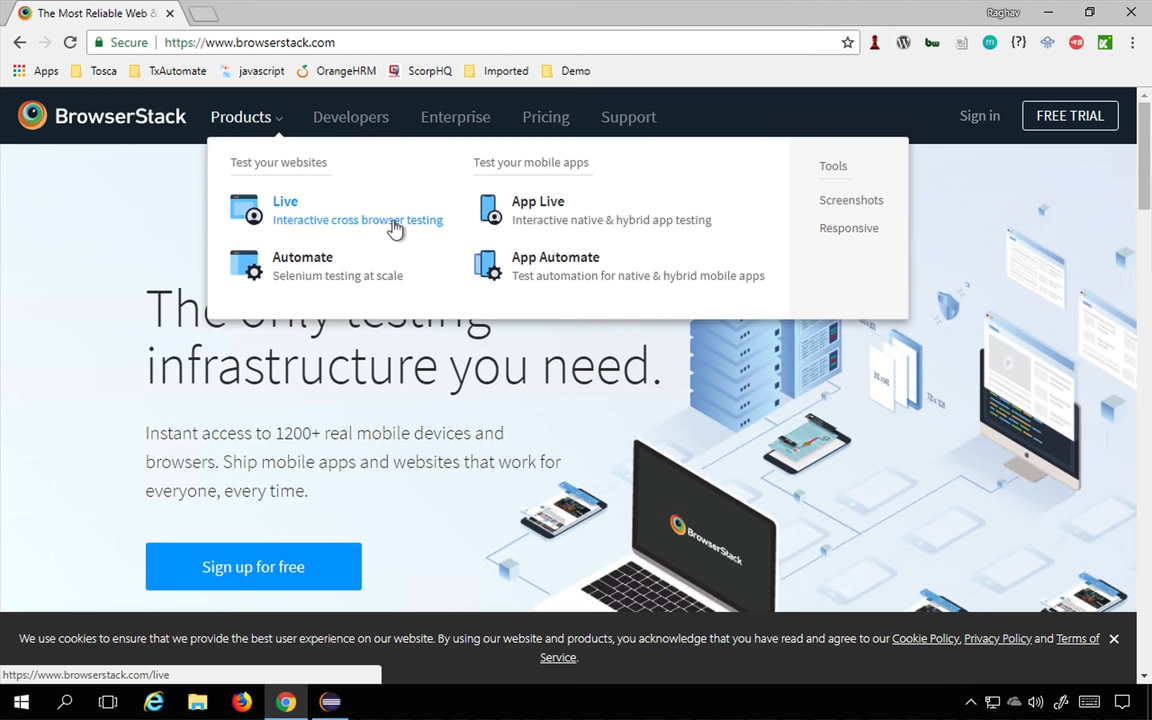 The Most Reliable Web &
Raghav
Secure
https://www.browserstack.com
Apps
Tosca
TxAutomate
javascript
OrangeHRM
ScorpHQ
Imported
Demo
BrowserStack
Products
Developers
Enterprise
Pricing
Support
Sign in
FREE TRIAL
Test your websites
Live
Interactive cross browser testing
Automate
Selenium testing at scale
Test your mobile apps
App Live
Interactive native & hybrid app testing
App Automate
Test automation for native & hybrid mobile apps
Tools
Screenshots
Responsive
The only testing
infrastructure you need.
Instant access to 1200+ real mobile devices and
browsers. Ship mobile apps and websites that work for
everyone, every time.
Sign up for free
BrowserStack
We use cookies to ensure that we provide the best user experience on our website. By using our website and products, you acknowledge that you have read and agree to our Cookie Policy, Privacy Policy and Terms of
Service.
https://www.browserstack.com/live